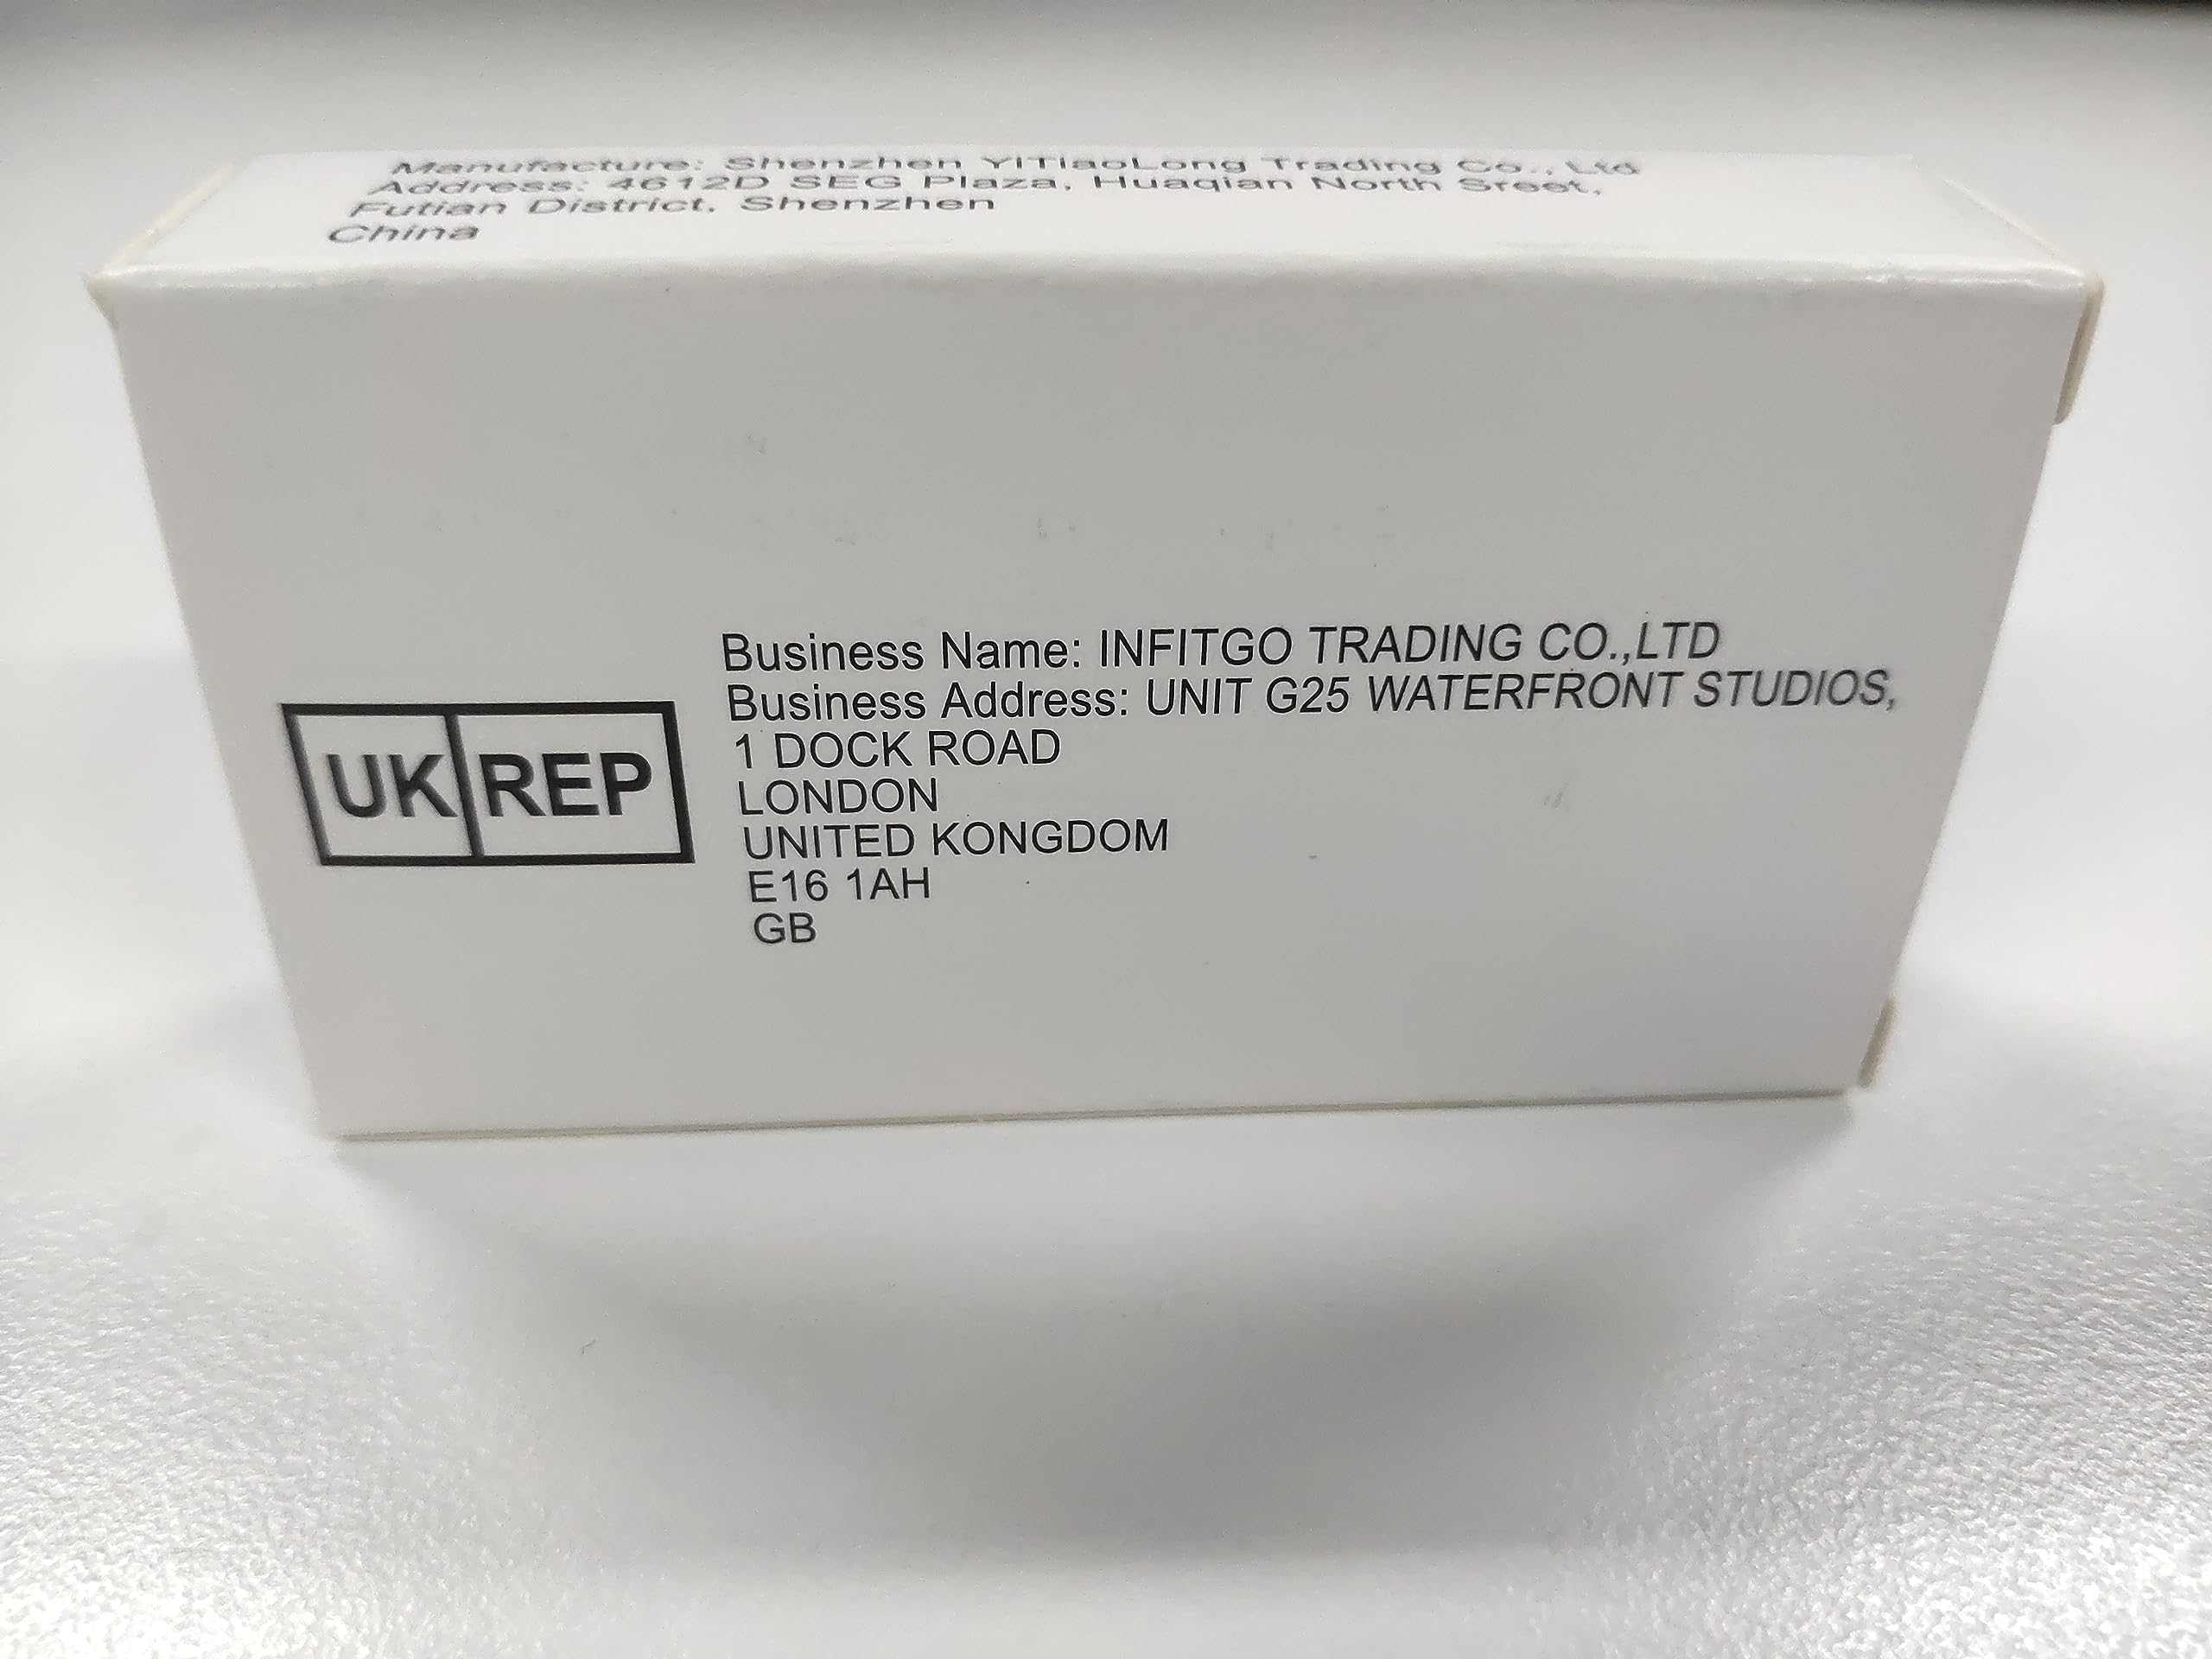 Manufacture: Shenzhen YiTiaoLong Trading Co., Ltd
Address: 4612D SEG Plaza, Huaqian North Sreet,
Futian District, Shenzhen
China
UK REP
Business Name: INFITGO TRADING CO.,LTD
Business Address: UNIT G25 WATERFRONT STUDIOS,
1 DOCK ROAD
LONDON
UNITED KONGDOM
E16 1AH
GB